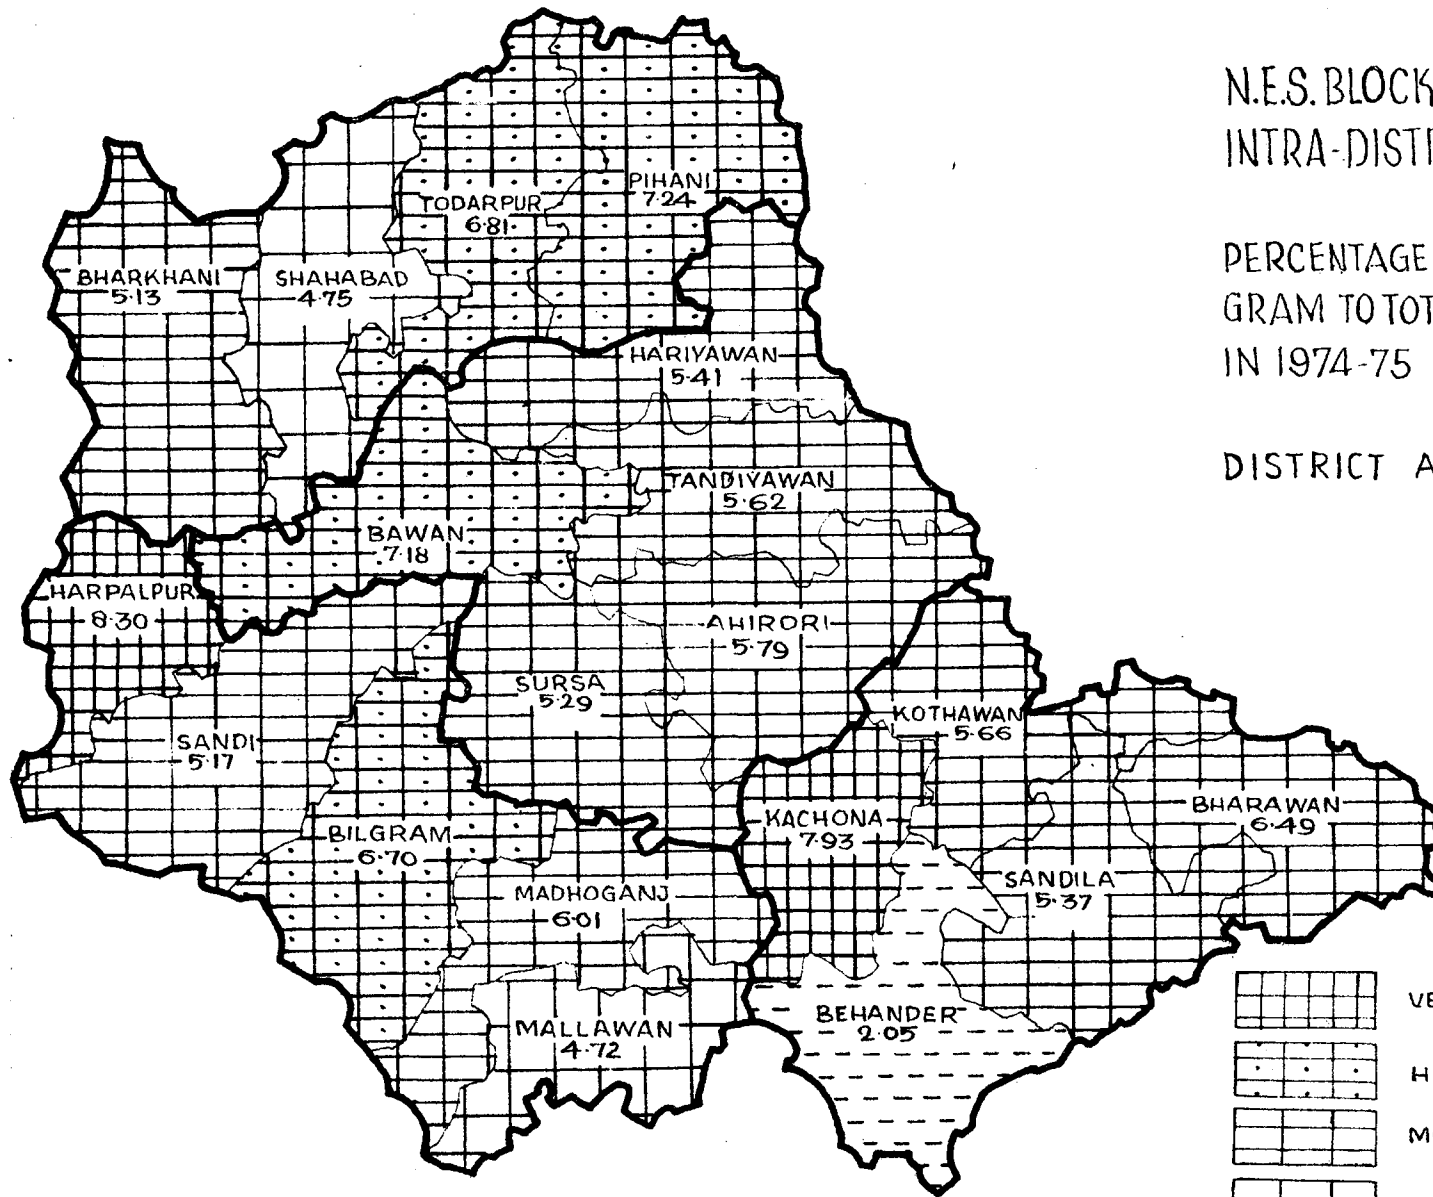 N.E.S. BLOCK
INTRA-DIST
PERCENTAGE
GRAM TO TOT
IN 1974-75
DISTRICT A
PIHANI
7·24
TODARPUR
6·81
BHARKHANI
5·13
SHAHABAD
4·75
HARIYAWAN
5·41
TANDIYAWAN
5·62
BAWAN
7·18
HARPALPUR
8·30
AHIRORI
5·79
SURSA
5·29
KOTHAWAN
5·66
SANDI
5·17
BHARAWAN
6·49
KACHONA
7·93
BILGRAM
6·70
SANDILA
5·37
MADHOGANJ
6·01
BEHANDER
2·05
MALLAWAN
4·72
VE
H
M